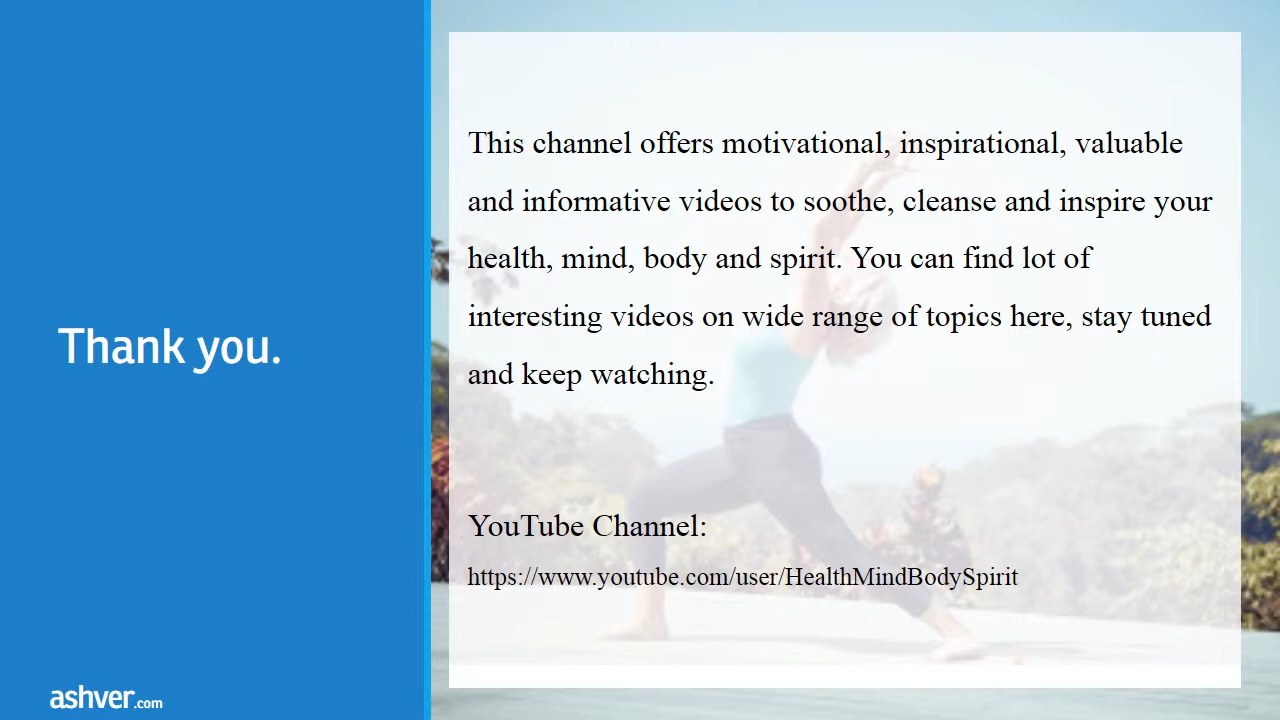 Thank you.
ashver.com
This channel offers motivational, inspirational, valuable
and informative videos to soothe, cleanse and inspire your
health, mind, body and spirit. You can find lot of
interesting videos on wide range of topics here, stay tuned
and keep watching.
YouTube Channel:
https://www.youtube.com/user/HealthMindBodySpirit